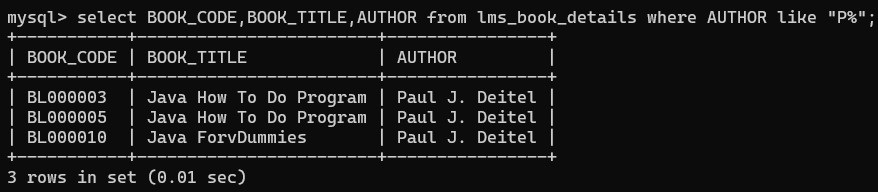 mysql> select BOOK_CODE,BOOK_TITLE,AUTHOR from lms_book_details where AUTHOR like "P%";
+-----------+------------------------+----------------+
| BOOK_CODE | BOOK_TITLE             | AUTHOR         |
+-----------+------------------------+----------------+
| BL000003  | Java How To Do Program | Paul J. Deitel |
| BL000005  | Java How To Do Program | Paul J. Deitel |
| BL000010  | Java ForvDummies       | Paul J. Deitel |
+-----------+------------------------+----------------+
3 rows in set (0.01 sec)